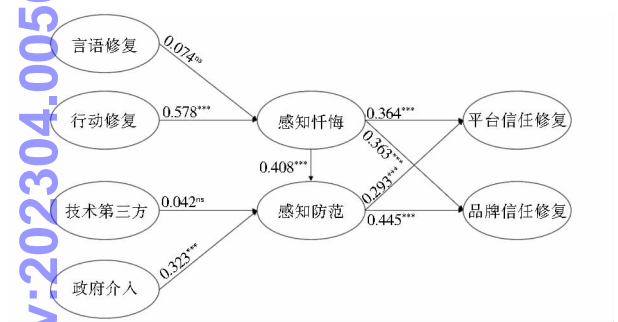 言语修复
0.074ns
行动修复
0.578***
感知忏悔
0.364***
平台信任修复
0.363***
0.408***
0.293***
技术第三方
0.042ns
感知防范
0.445***
品牌信任修复
0.323***
政府介入
v:202304.0050